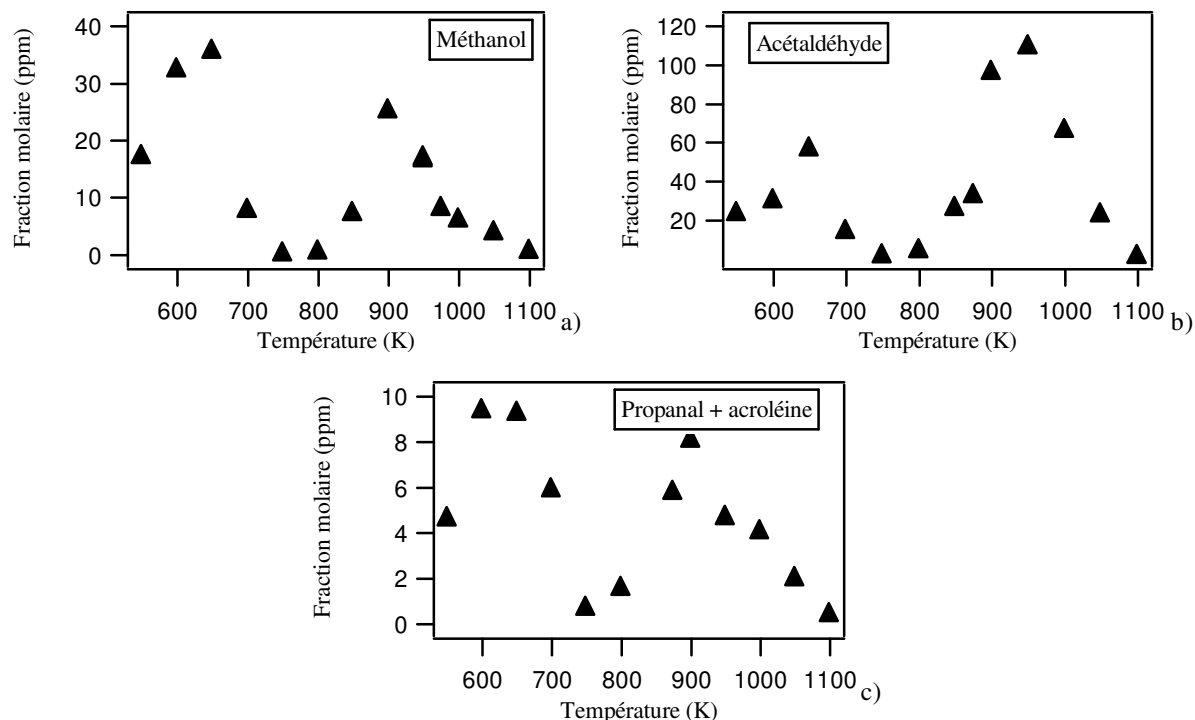 Méthanol
Fraction molaire (ppm)
40
30
20
10
0
600 700 800 900 1000 1100
Température (K)
a)
Acétaldéhyde
Fraction molaire (ppm)
120
100
80
60
40
20
600 700 800 900 1000 1100
Température (K)
b)
Propanal + acroléine
Fraction molaire (ppm)
10
8
6
4
2
0
600 700 800 900 1000 1100
Température (K)
c)